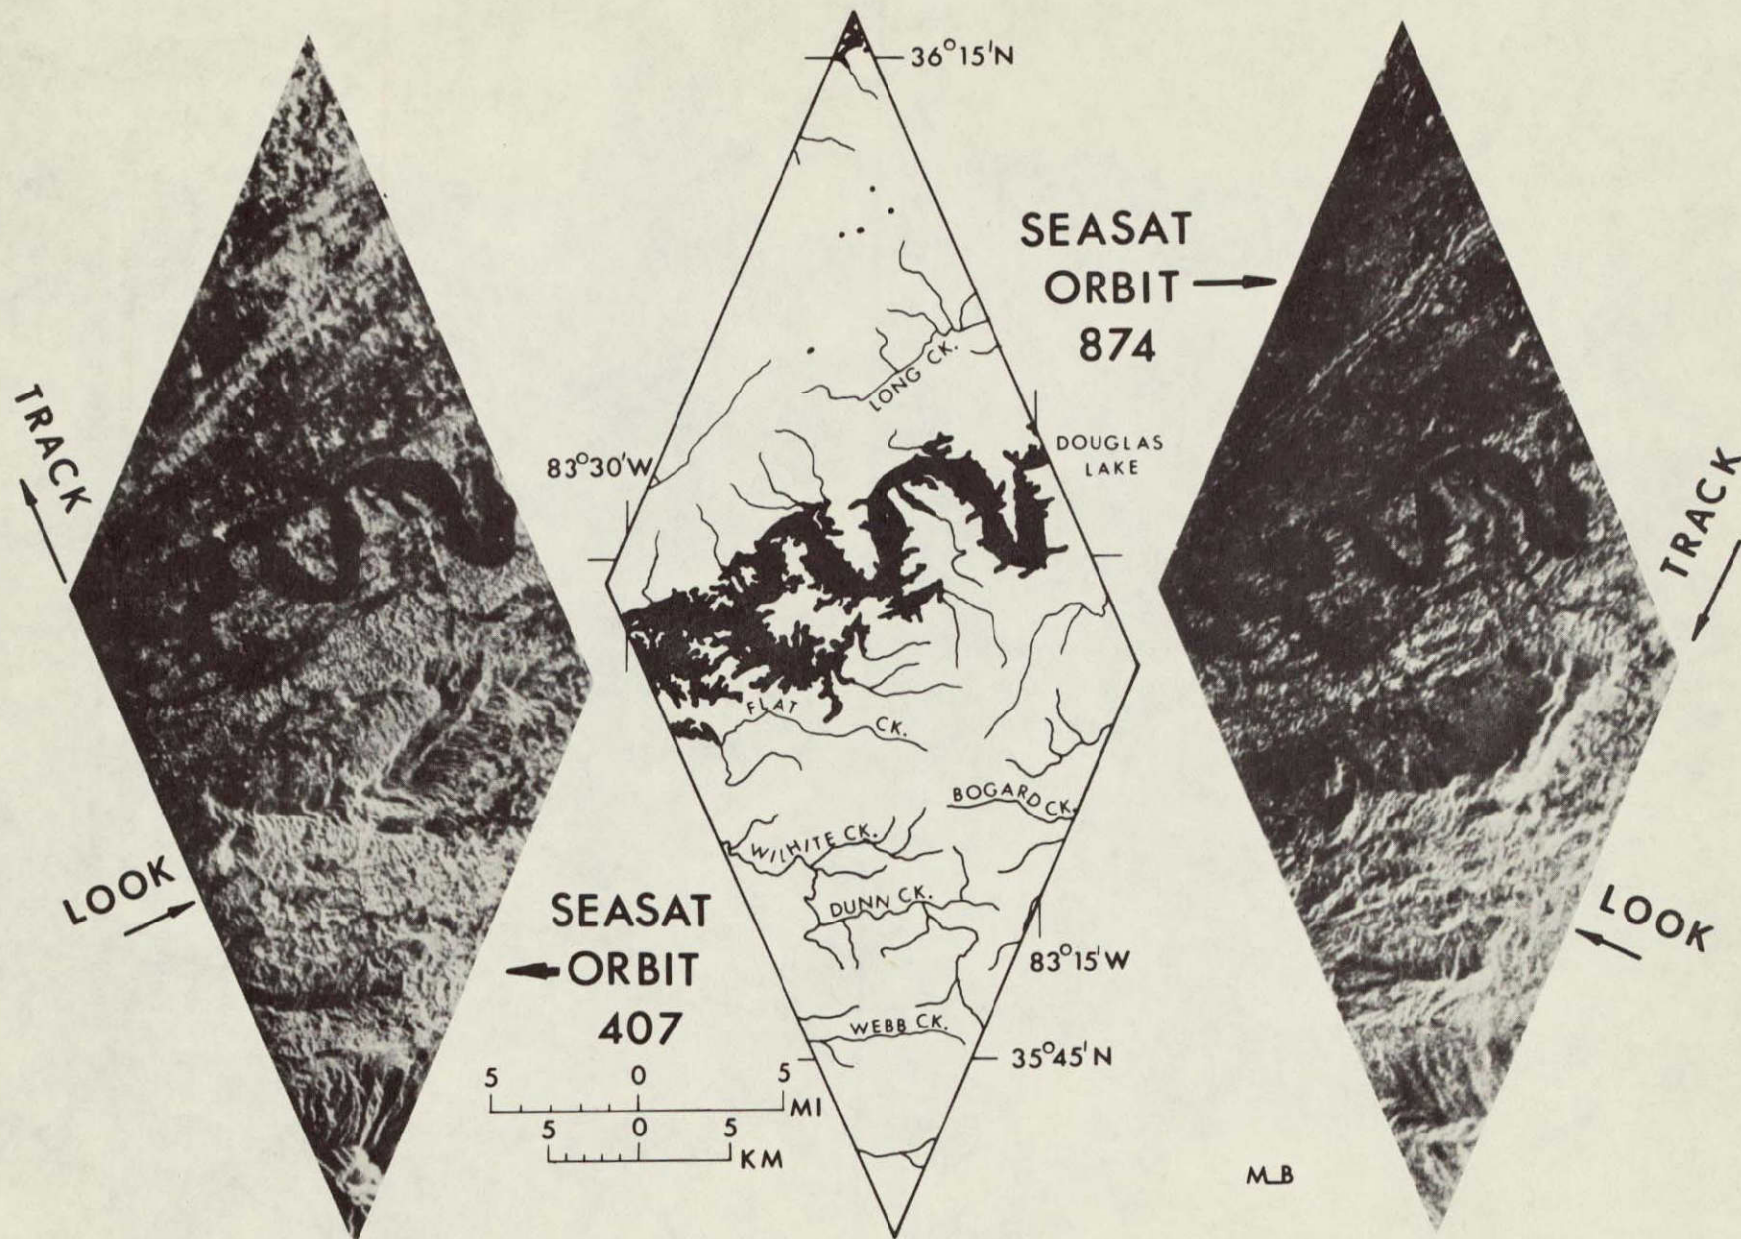 36°15'N
SEASAT
ORBIT
874
LONG CK.
TRACK
83°30'W
DOUGLAS
LAKE
TRACK
FLAT CK.
BOGARD CK.
WILHITE CK.
LOOK
DUNN CK.
LOOK
SEASAT
ORBIT
407
83°15'W
WEBB CK.
35°45'N
5 0 5
MI
5 0 5
KM
M B